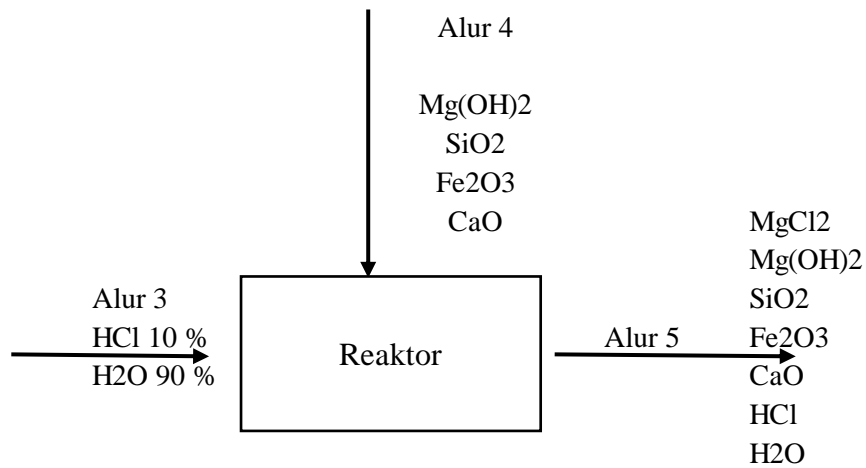 Alur 4
Mg(OH)2
SiO2
Fe2O3
CaO
Alur 3
HCl 10 %
H2O 90 %
Reaktor
Alur 5
MgCl2
Mg(OH)2
SiO2
Fe2O3
CaO
HCl
H2O